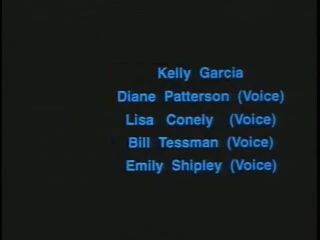 Kelly Garcia
Diane Patterson (Voice)
Lisa Conely (Voice)
Bill Tessman (Voice)
Emily Shipley (Voice)